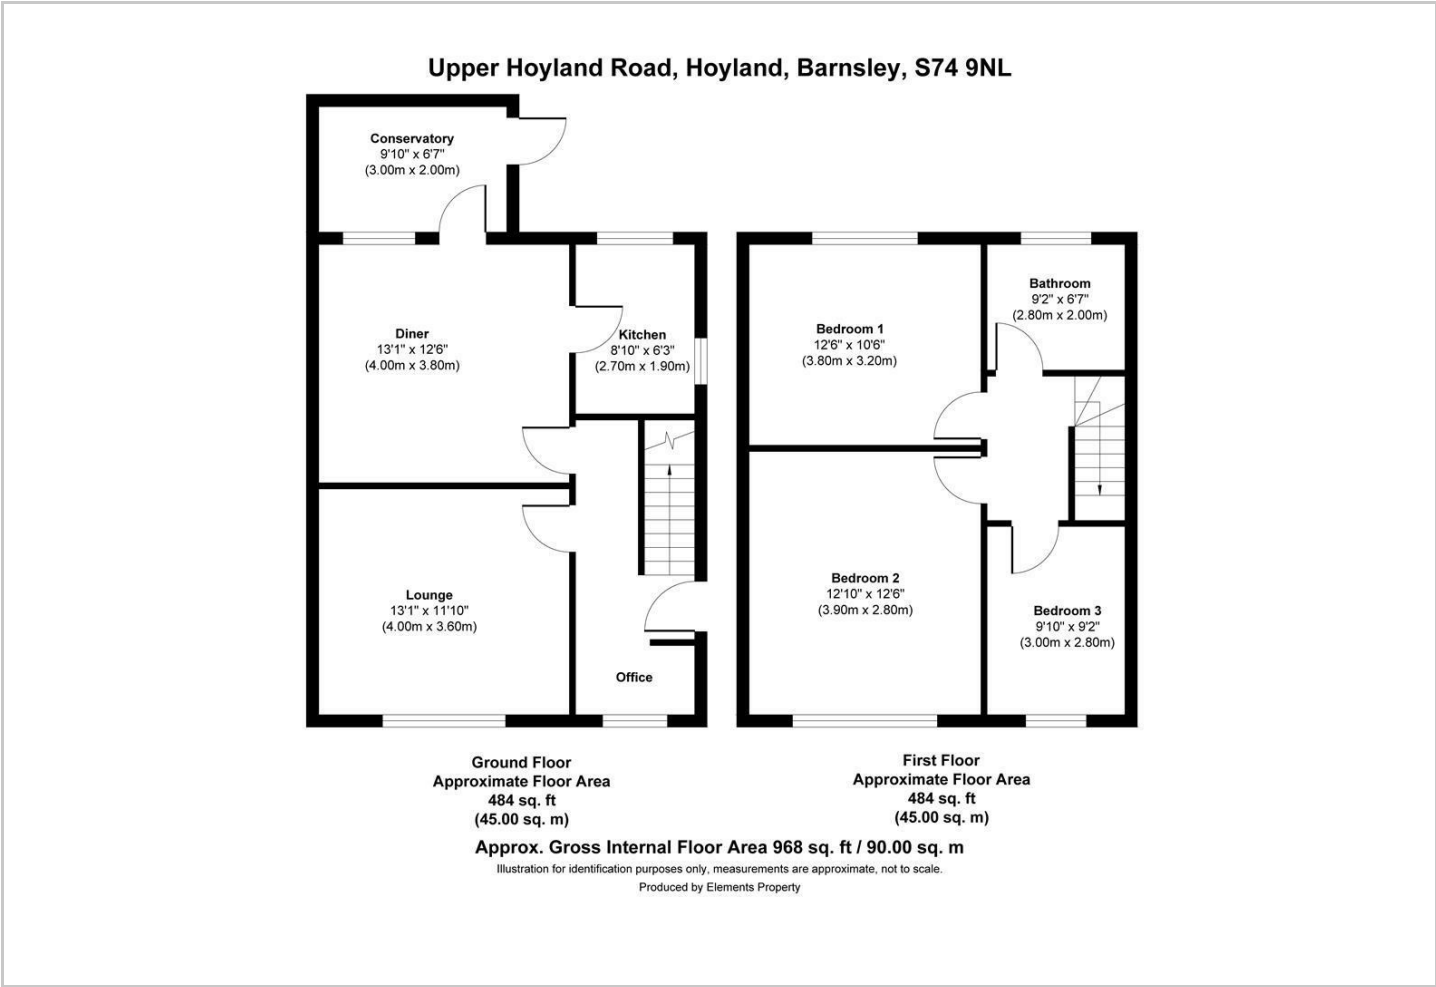 Upper Hoyland Road, Hoyland, Barnsley, S74 9NL
Conservatory
9'10" x 6'7"
(3.00m x 2.00m)
Diner
13'1" x 12'6"
(4.00m x 3.80m)
Kitchen
8'10" x 6'3"
(2.70m x 1.90m)
Lounge
13'1" x 11'10"
(4.00m x 3.60m)
Office
Bedroom 1
12'6" x 10'6"
(3.80m x 3.20m)
Bathroom
9'2" x 6'7"
(2.80m x 2.00m)
Bedroom 2
12'10" x 12'6"
(3.90m x 2.80m)
Bedroom 3
9'10" x 9'2"
(3.00m x 2.80m)
Ground Floor
Approximate Floor Area
484 sq. ft
(45.00 sq. m)
First Floor
Approximate Floor Area
484 sq. ft
(45.00 sq. m)
Approx. Gross Internal Floor Area 968 sq. ft / 90.00 sq. m
Illustration for identification purposes only, measurements are approximate, not to scale.
Produced by Elements Property